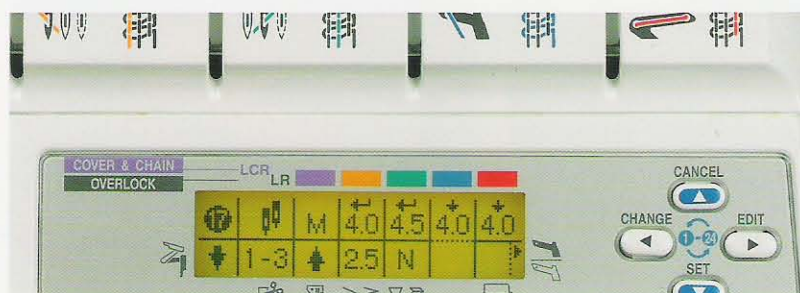 COVER & CHAIN
OVERLOCK
LCR
LR
CANCEL
CHANGE
EDIT
1-24
SET
17 M 4.0 4.5 4.0 4.0
1-3 2.5 N